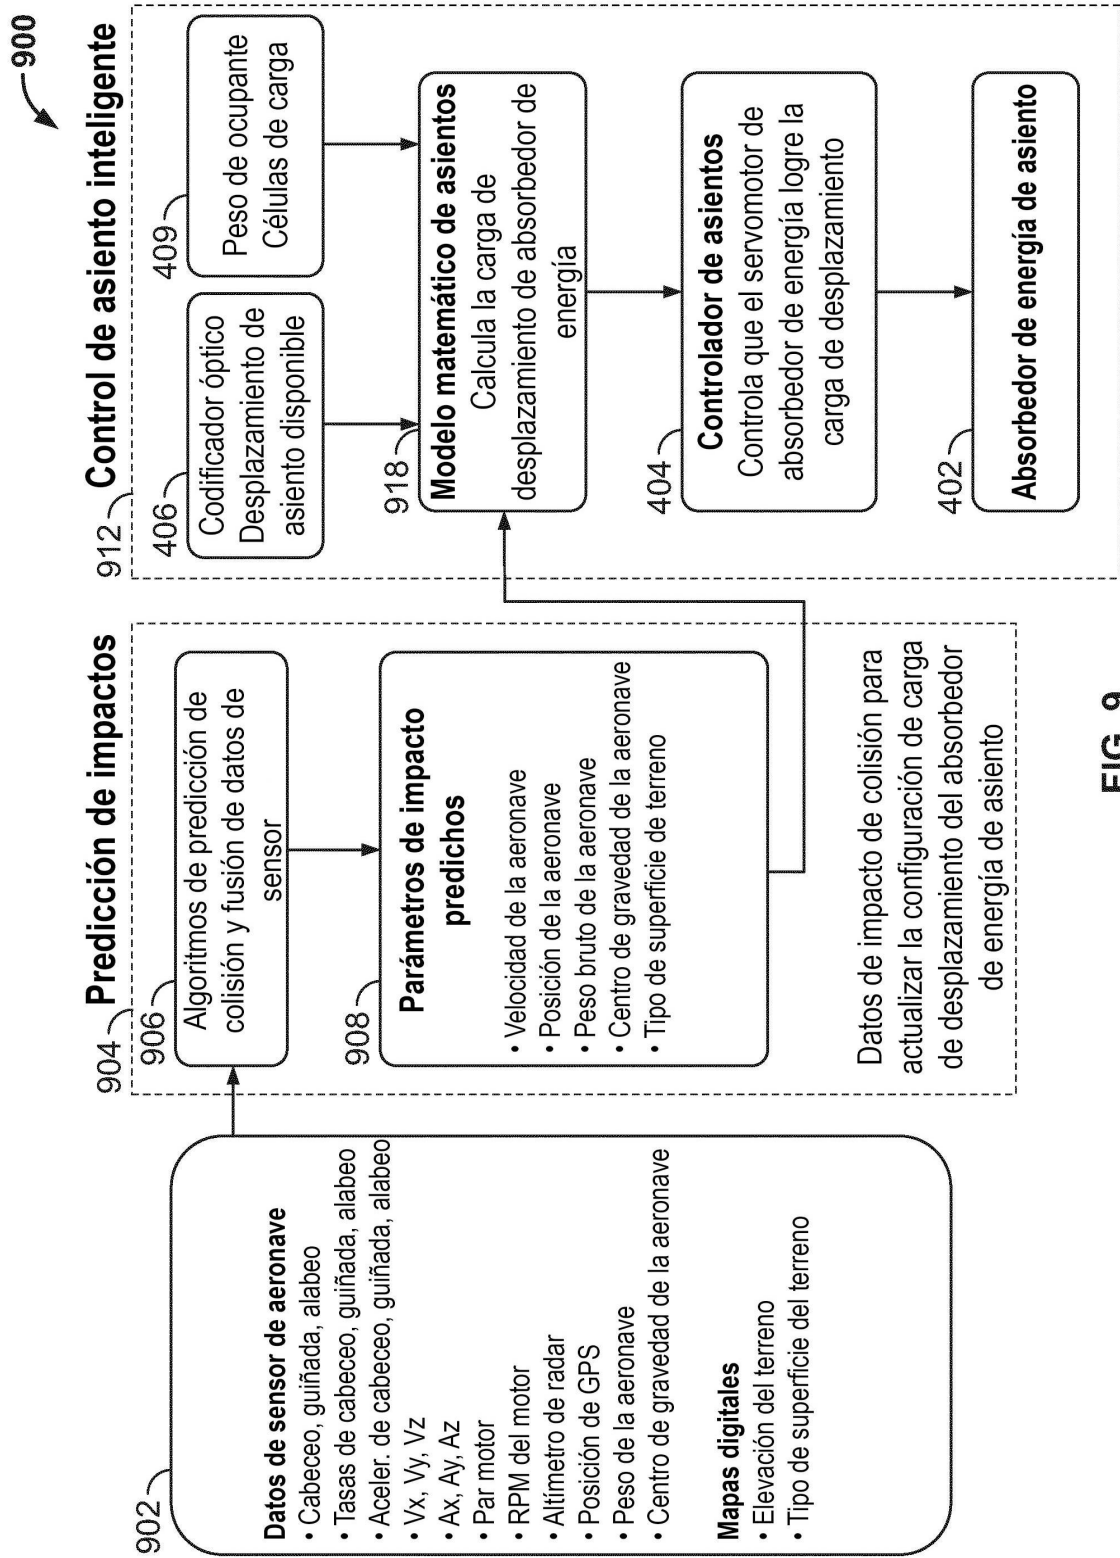 900
902
Datos de sensor de aeronave
• Cabeceo, guiñada, alabeo
• Tasas de cabeceo, guiñada, alabeo
• Aceler. de cabeceo, guiñada, alabeo
• Vx, Vy, Vz
• Ax, Ay, Az
• Par motor
• RPM del motor
• Altímetro de radar
• Posición de GPS
• Peso de la aeronave
• Centro de gravedad de la aeronave
Mapas digitales
• Elevación del terreno
• Tipo de superficie del terreno
904
Predicción de impactos
906
Algoritmos de predicción de
colisión y fusión de datos de
sensor
908
Parámetros de impacto
predichos
• Velocidad de la aeronave
• Posición de la aeronave
• Peso bruto de la aeronave
• Centro de gravedad de la aeronave
• Tipo de superficie de terreno
Datos de impacto de colisión para
actualizar la configuración de carga
de desplazamiento del absorbedor
de energía de asiento
912
Control de asiento inteligente
406
Codificador óptico
Desplazamiento de
asiento disponible
409
Peso de ocupante
Células de carga
918
Modelo matemático de asientos
Calcula la carga de
desplazamiento de absorbedor de
energía
404
Controlador de asientos
Controla que el servomotor de
absorbedor de energía logre la
carga de desplazamiento
402
Absorbedor de energía de asiento
FIG. 9